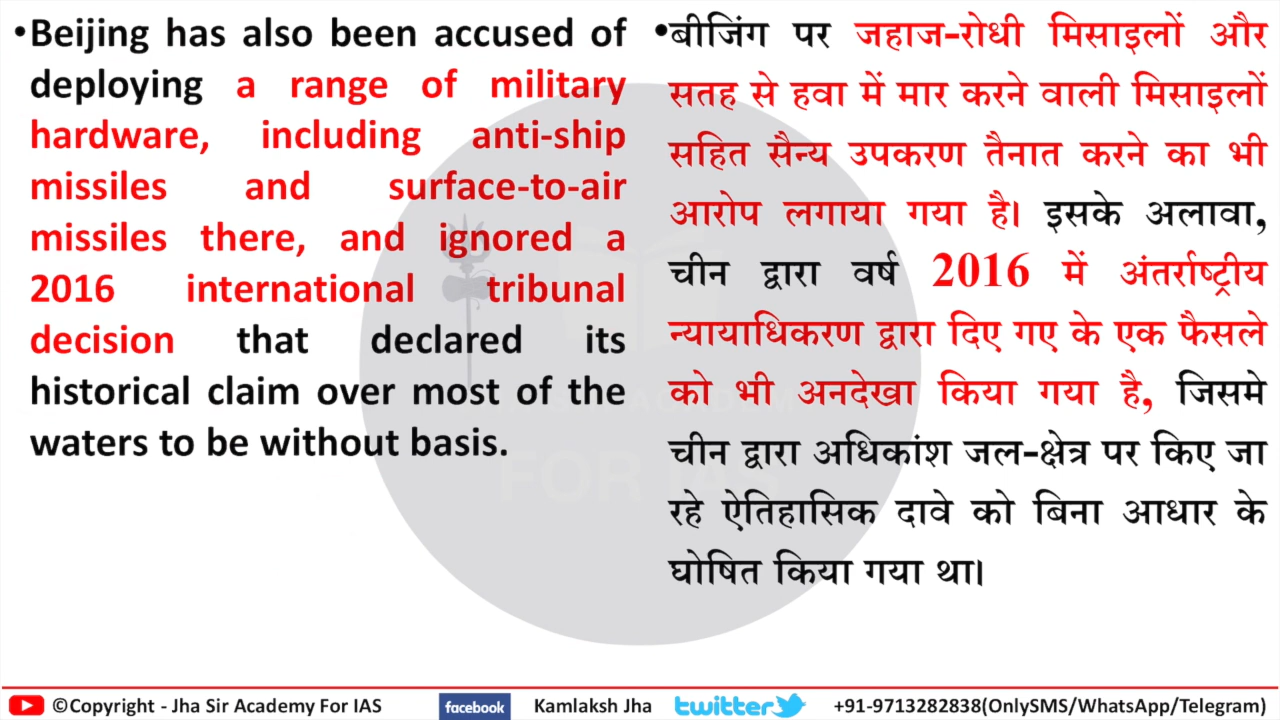 •Beijing has also been accused of
deploying a range of military
hardware, including anti-ship
missiles and surface-to-air
missiles there, and ignored a
2016 international tribunal
decision that declared its
historical claim over most of the
waters to be without basis.
•बीजिंग पर जहाज-रोधी मिसाइलों और
सतह से हवा में मार करने वाली मिसाइलों
सहित सैन्य उपकरण तैनात करने का भी
आरोप लगाया गया है। इसके अलावा,
चीन द्वारा वर्ष 2016 में अंतर्राष्ट्रीय
न्यायाधिकरण द्वारा दिए गए के एक फैसले
को भी अनदेखा किया गया है, जिसमे
चीन द्वारा अधिकांश जल-क्षेत्र पर किए जा
रहे ऐतिहासिक दावे को बिना आधार के
घोषित किया गया था।
FOR IAS
©Copyright - Jha Sir Academy For IAS facebook Kamlaksh Jha twitter +91-9713282838(OnlySMS/WhatsApp/Telegram)